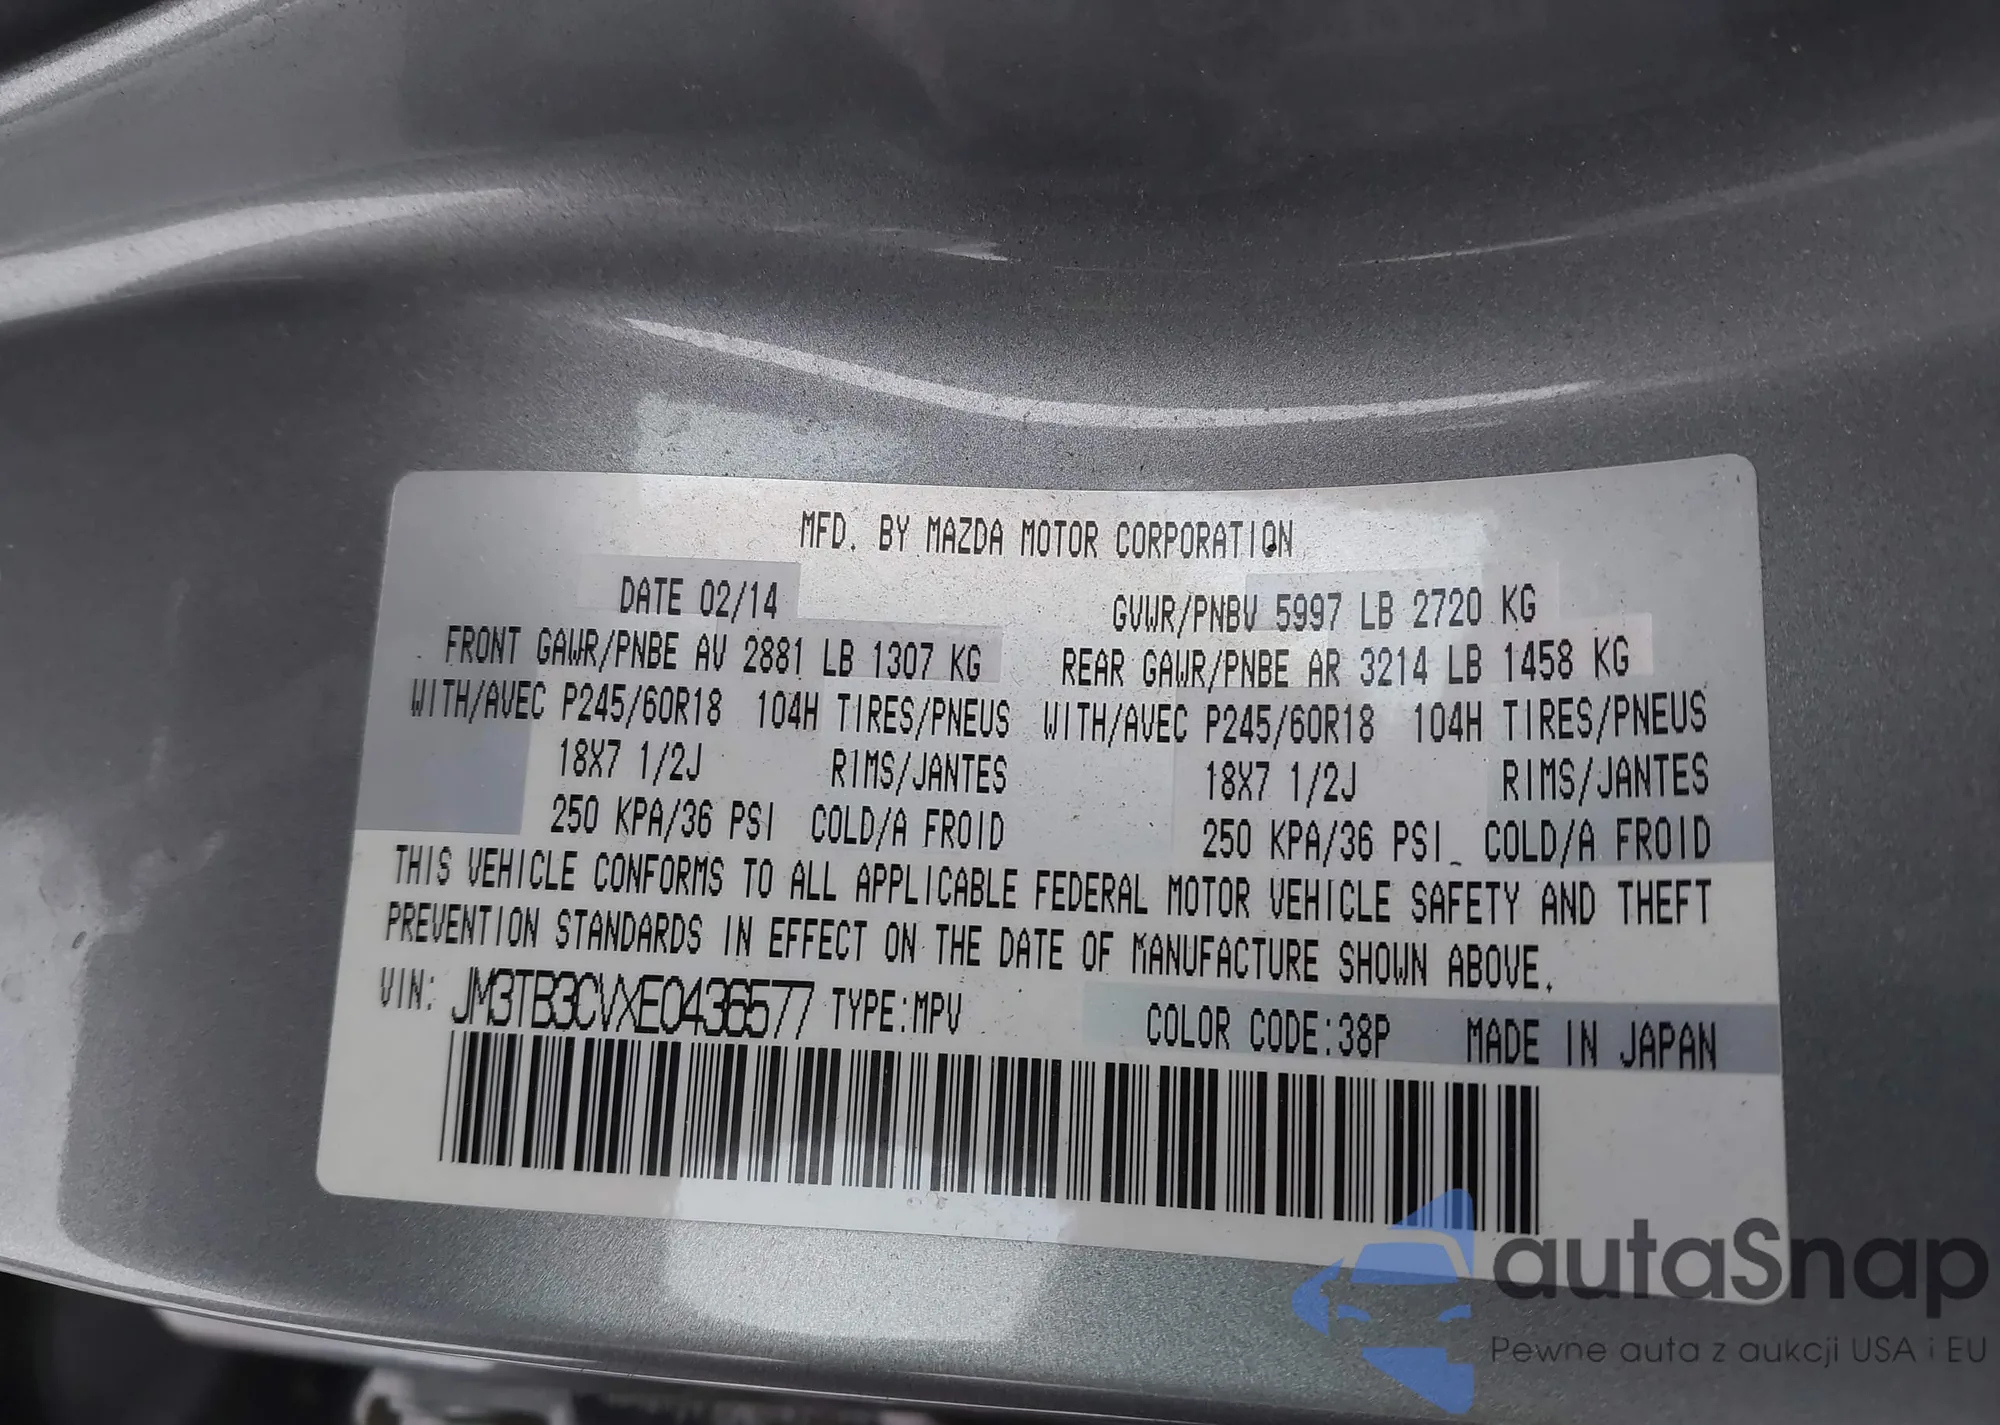 MFD. BY MAZDA MOTOR CORPORATION
DATE 02/14 GVWR/PNBV 5997 LB 2720 KG
FRONT GAWR/PNBE AV 2881 LB 1307 KG REAR GAWR/PNBE AR 3214 LB 1458 KG
WITH/AVEC P245/60R18 104H TIRES/PNEUS WITH/AVEC P245/60R18 104H TIRES/PNEUS
18X7 1/2J RIMS/JANTES 18X7 1/2J RIMS/JANTES
250 KPA/36 PSI COLD/A FROID 250 KPA/36 PSI COLD/A FROID
THIS VEHICLE CONFORMS TO ALL APPLICABLE FEDERAL MOTOR VEHICLE SAFETY AND THEFT
PREVENTION STANDARDS IN EFFECT ON THE DATE OF MANUFACTURE SHOWN ABOVE.
VIN: JM3TB3CVXE0436577 TYPE:MPV COLOR CODE:38P MADE IN JAPAN
autaSnap
Pewne auta z aukcji USA i EU